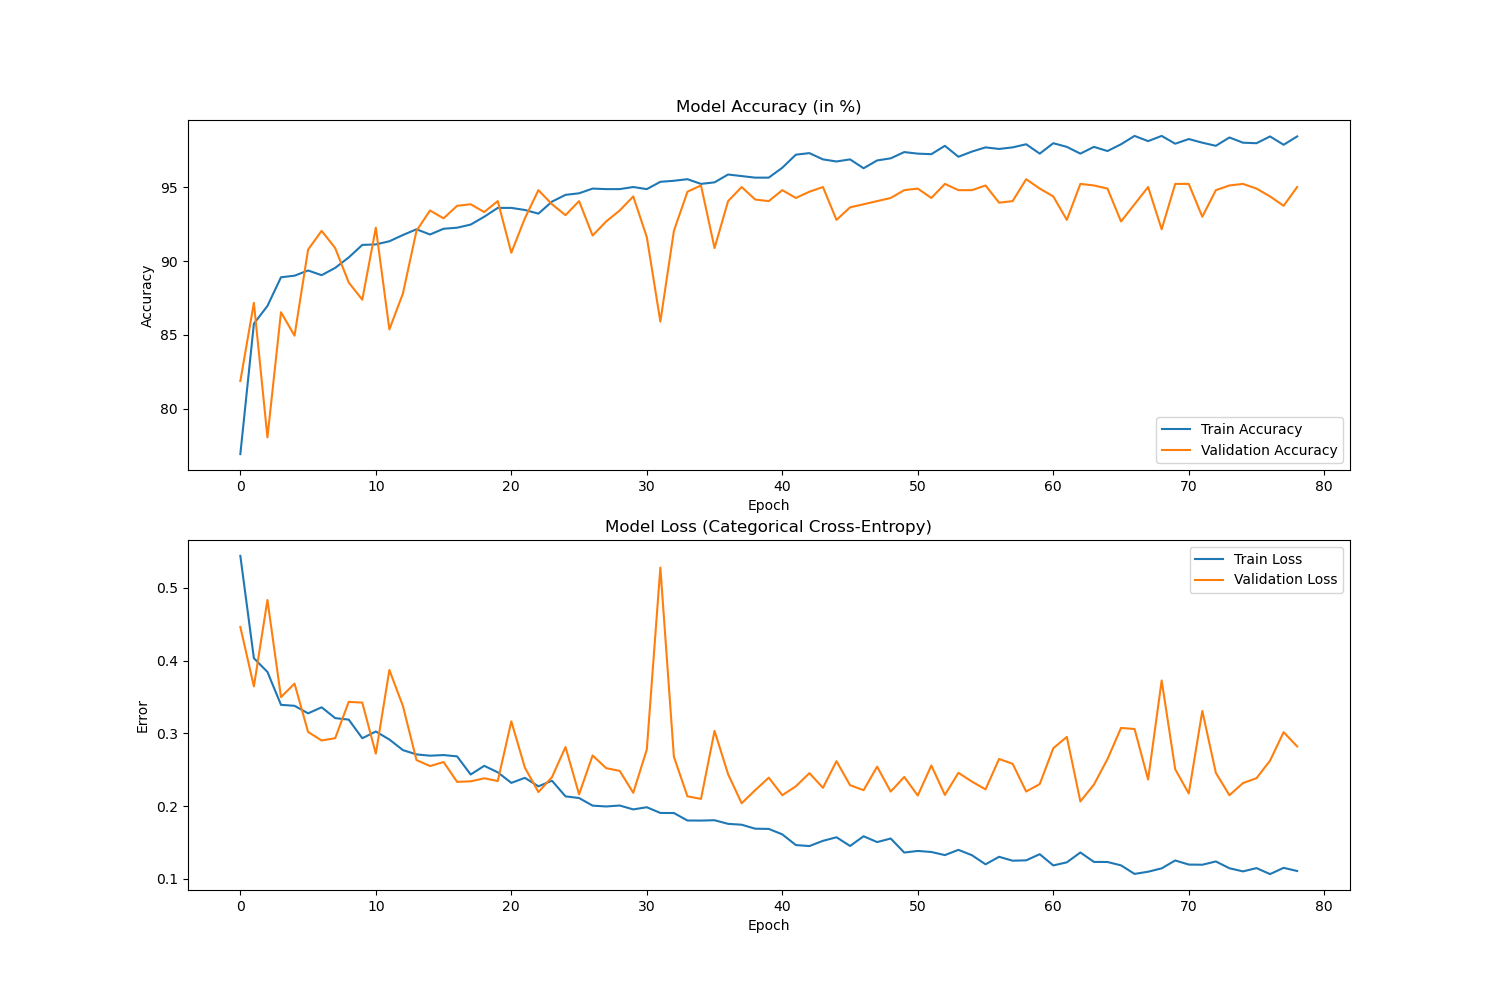 Model Accuracy (in %)
Accuracy
95
90
85
80
Train Accuracy
Validation Accuracy
0 10 20 30 40 50 60 70 80
Epoch
Model Loss (Categorical Cross-Entropy)
Error
0.5
0.4
0.3
0.2
0.1
Train Loss
Validation Loss
0 10 20 30 40 50 60 70 80
Epoch